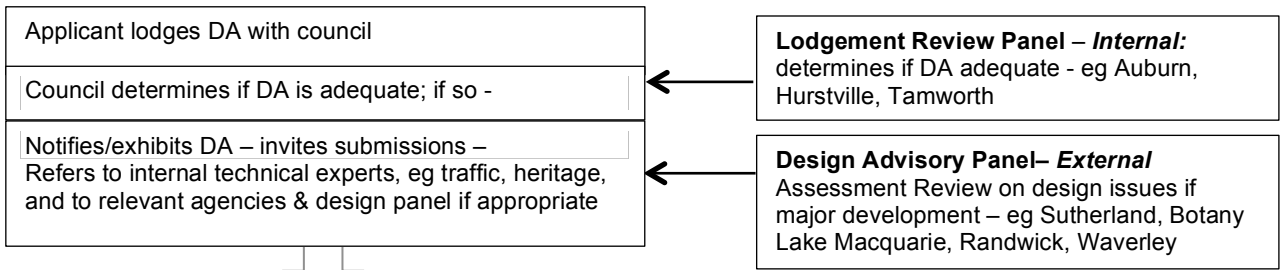 Applicant lodges DA with council
Council determines if DA is adequate; if so -
Notifies/exhibits DA – invites submissions –
Refers to internal technical experts, eg traffic, heritage,
and to relevant agencies & design panel if appropriate
Lodgement Review Panel – Internal:
determines if DA adequate - eg Auburn,
Hurstville, Tamworth
Design Advisory Panel– External
Assessment Review on design issues if
major development – eg Sutherland, Botany
Lake Macquarie, Randwick, Waverley